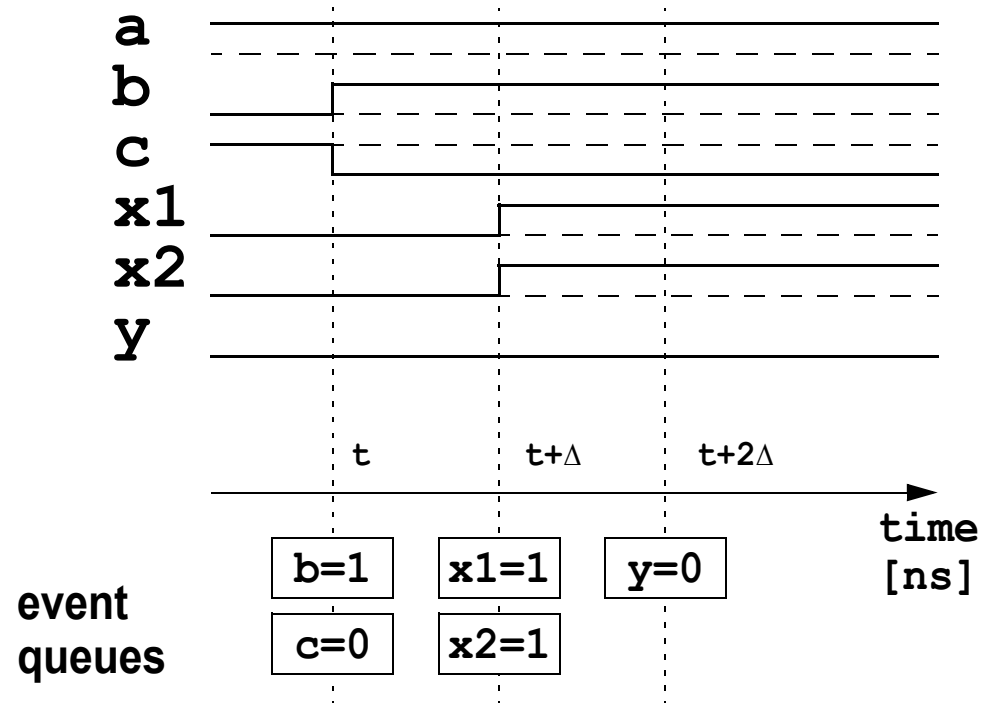 a
b
c
x1
x2
y
t t+Δ t+2Δ
time
[ns]
b=1 x1=1 y=0
event
queues
c=0 x2=1